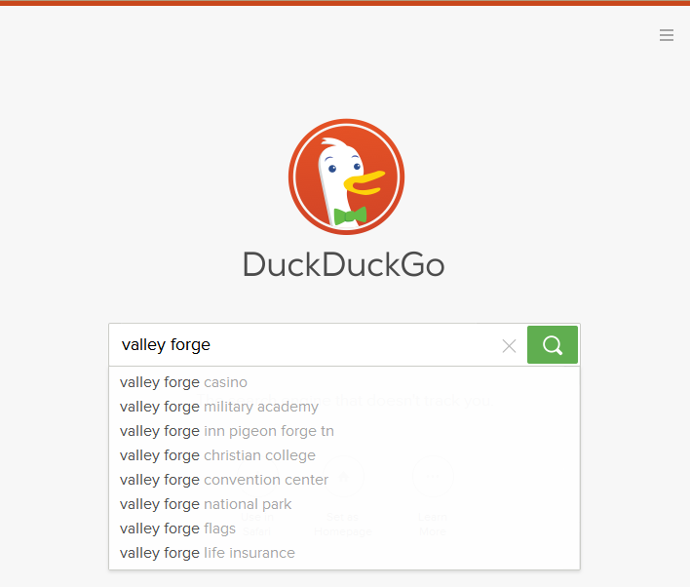 DuckDuckGo
valley forge
valley forge casino
valley forge military academy
valley forge inn pigeon forge tn
valley forge christian college
valley forge convention center
valley forge national park
valley forge flags
valley forge life insurance